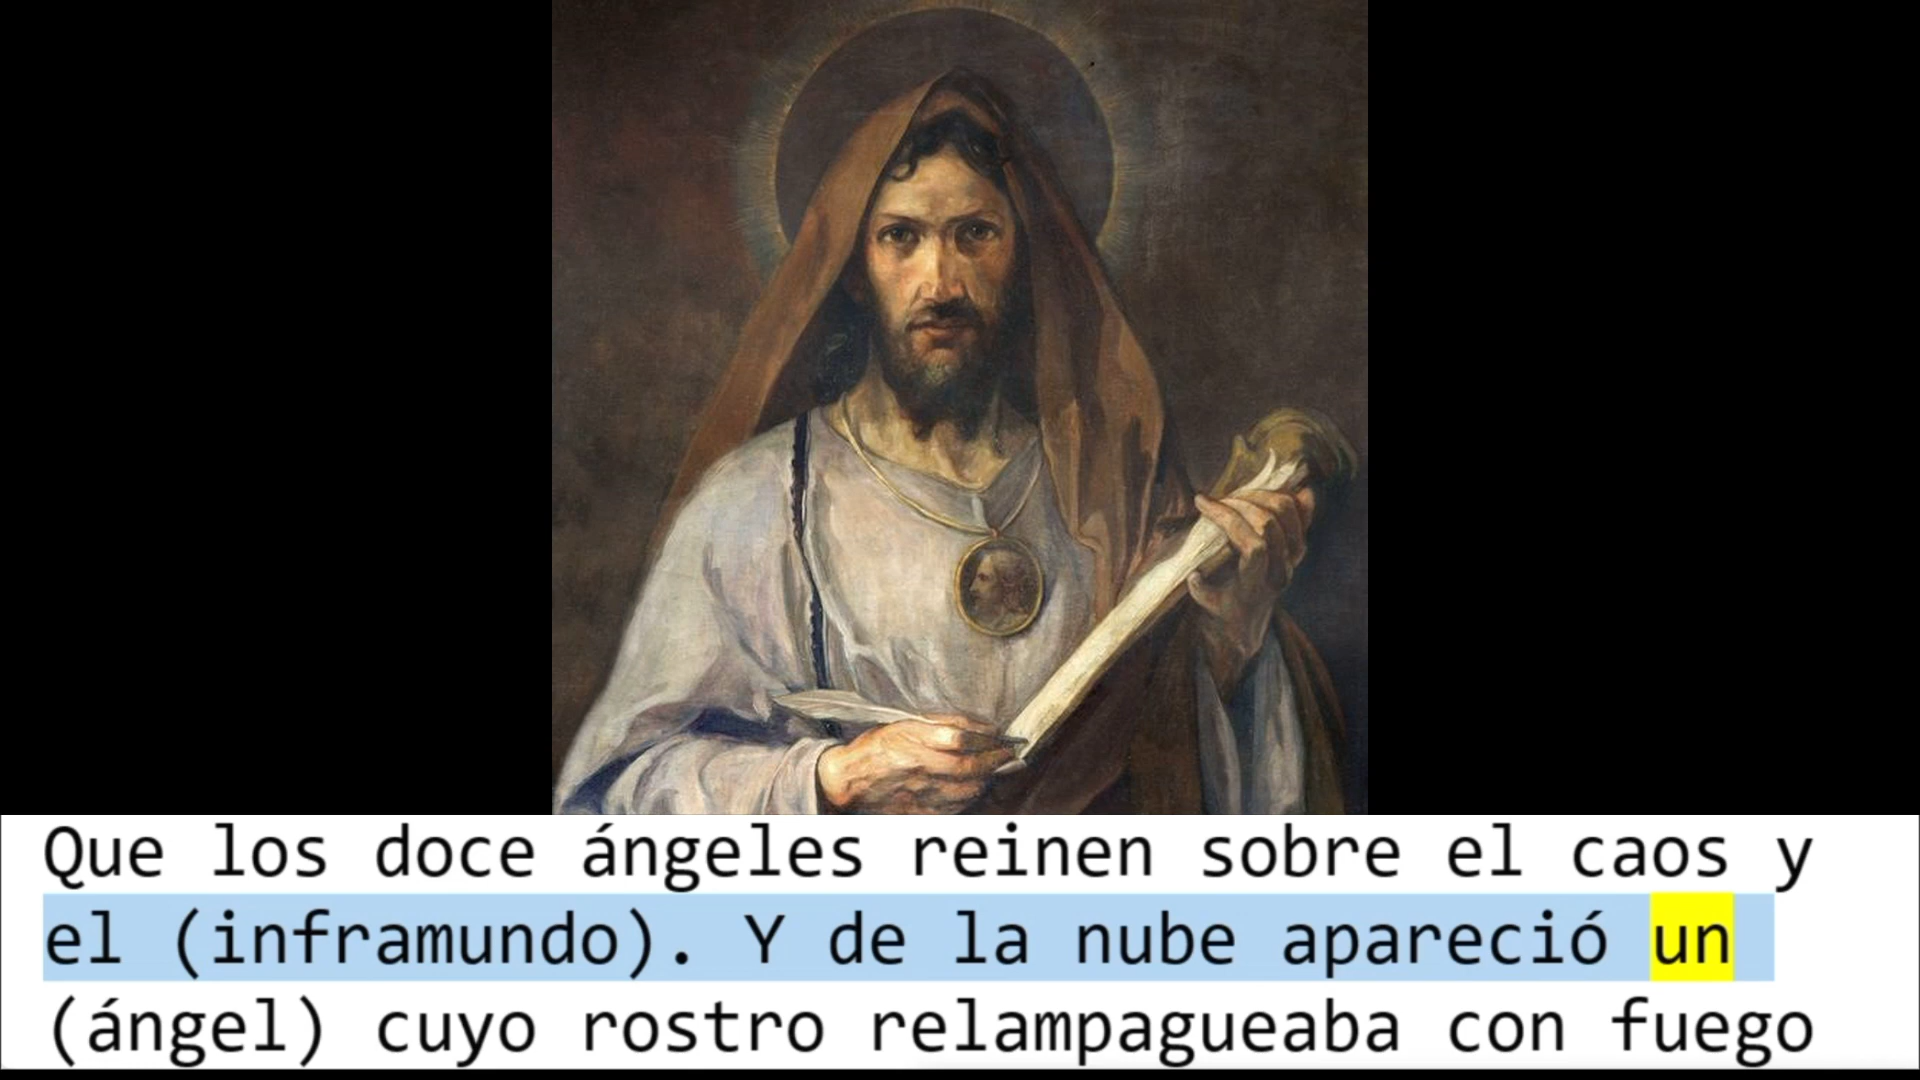 Que los doce ángeles reinen sobre el caos y
el (inframundo). Y de la nube apareció un
(ángel) cuyo rostro relampagueaba con fuego